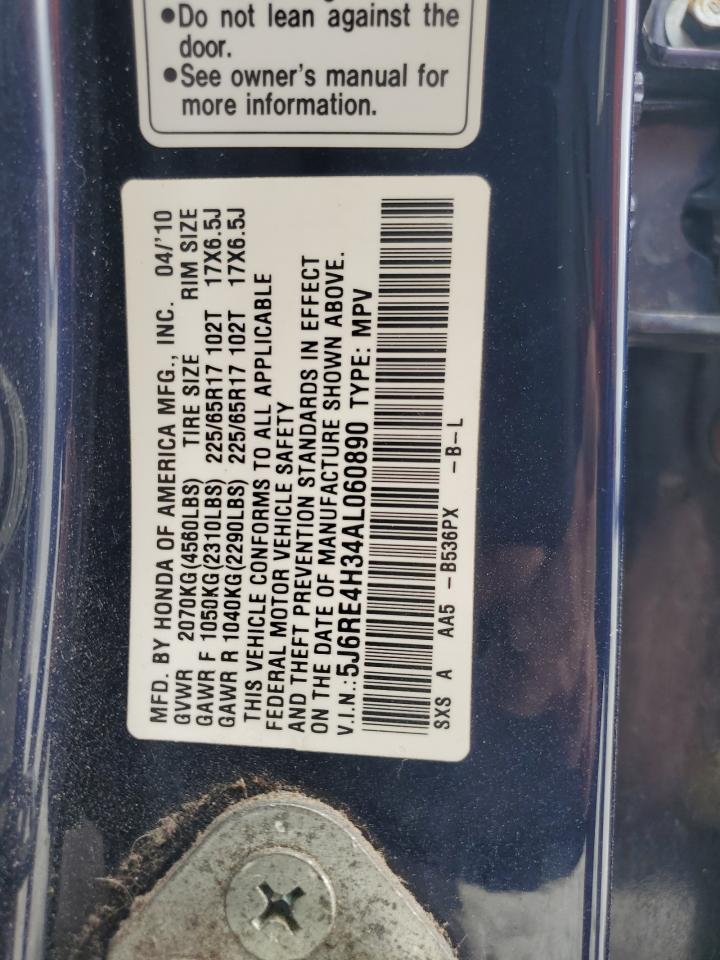 ●Do not lean against the
door.
●See owner's manual for
more information.
MFD. BY HONDA OF AMERICA MFG., INC. 04/'10
GVWR 2070KG(4560LBS) TIRE SIZE RIM SIZE
GAWR F 1050KG(2310LBS) 225/65R17 102T 17X6.5J
GAWR R 1040KG(2290LBS) 225/65R17 102T 17X6.5J
THIS VEHICLE CONFORMS TO ALL APPLICABLE
FEDERAL MOTOR VEHICLE SAFETY
AND THEFT PREVENTION STANDARDS IN EFFECT
ON THE DATE OF MANUFACTURE SHOWN ABOVE.
V.I.N.:5J6RE4H34AL060890 TYPE: MPV
SXS A AA5 -B536PX -B-L